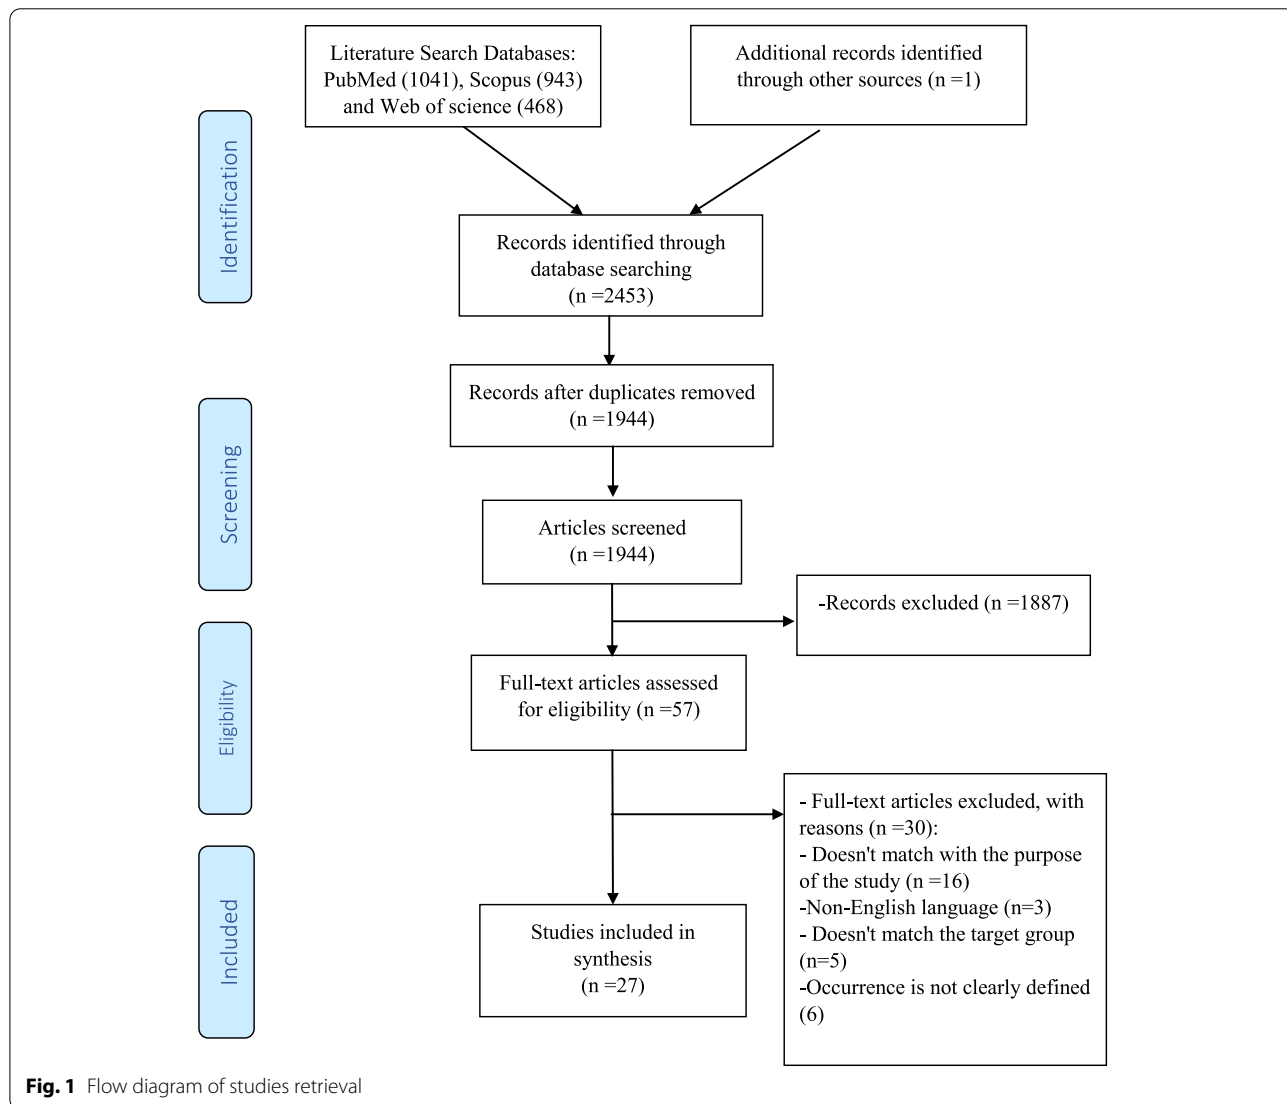 Literature Search Databases:
PubMed (1041), Scopus (943)
and Web of science (468)
Additional records identified
through other sources (n =1)
Identification
Records identified through
database searching
(n =2453)
Records after duplicates removed
(n =1944)
Screening
Articles screened
(n =1944)
-Records excluded (n =1887)
Eligibility
Full-text articles assessed
for eligibility (n =57)
- Full-text articles excluded, with
reasons (n =30):
- Doesn't match with the purpose
of the study (n =16)
-Non-English language (n=3)
- Doesn't match the target group
(n=5)
-Occurrence is not clearly defined
(6)
Included
Studies included in
synthesis
(n =27)
Fig. 1 Flow diagram of studies retrieval